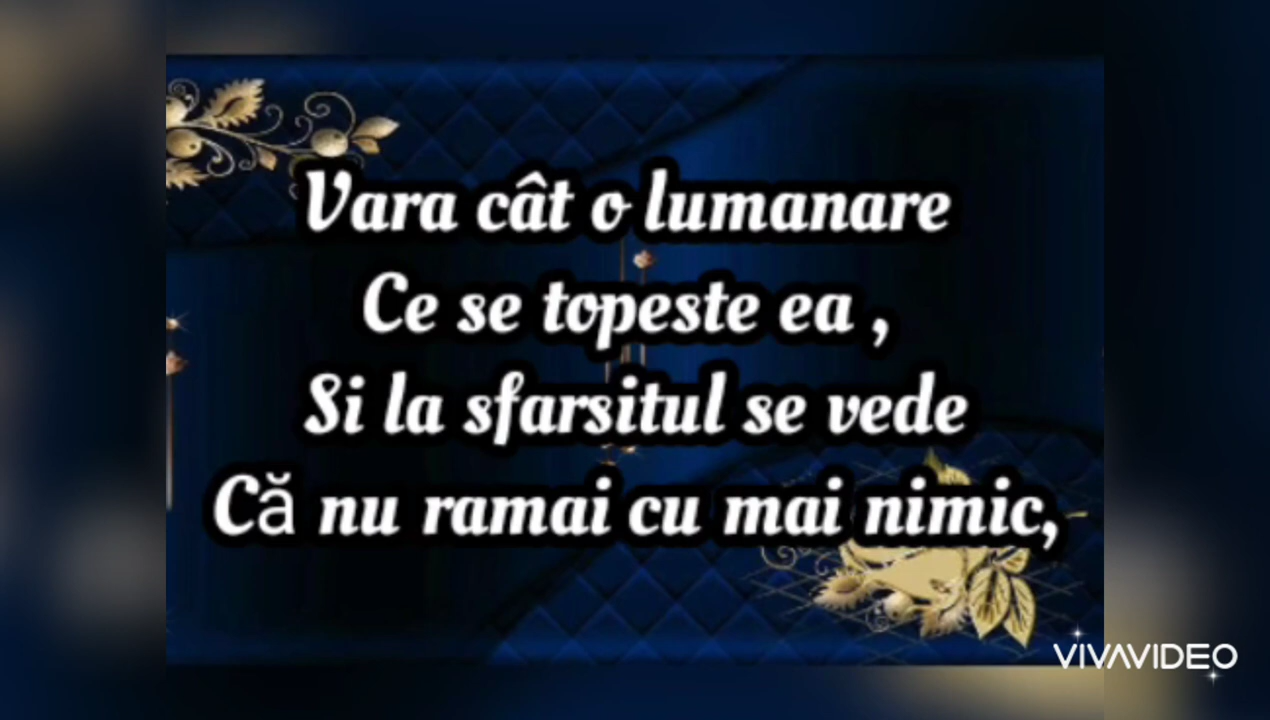 Vara cât o lumanare
Ce se topeste ea ,
Si la sfarsitul se vede
Că nu ramai cu mai nimic,
VIVAVIDEO